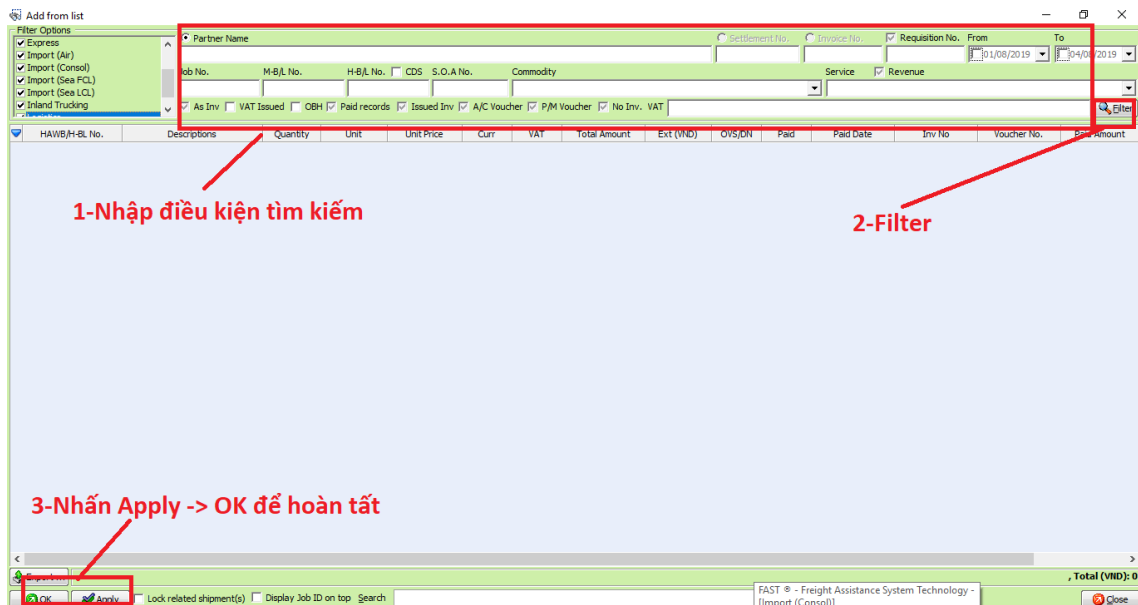 Add from list
Filter Options
Express
Import (Air)
Import (Consol)
Import (Sea FCL)
Import (Sea LCL)
Inland Trucking
Logistics
Partner Name Settlement No. Invoice No. Requisition No. From To
01/08/2019 04/08/2019
Job No. M-B/L No. H-B/L No. CDS S.O.A No. Commodity Service Revenue
As Inv VAT Issued OBH Paid records Issued Inv A/C Voucher P/M Voucher No Inv. VAT Filter
HAWB/H-BL No. Descriptions Quantity Unit Unit Price Curr VAT Total Amount Ext (VND) OVS/DN Paid Paid Date Inv No Voucher No. Paid Amount
1-Nhập điều kiện tìm kiếm
2-Filter
3-Nhấn Apply -> OK để hoàn tất
Export ... , Total (VND): 0
OK Apply Lock related shipment(s) Display Job ID on top Search Close
FAST ® - Freight Assistance System Technology -
[Import (Consol)]